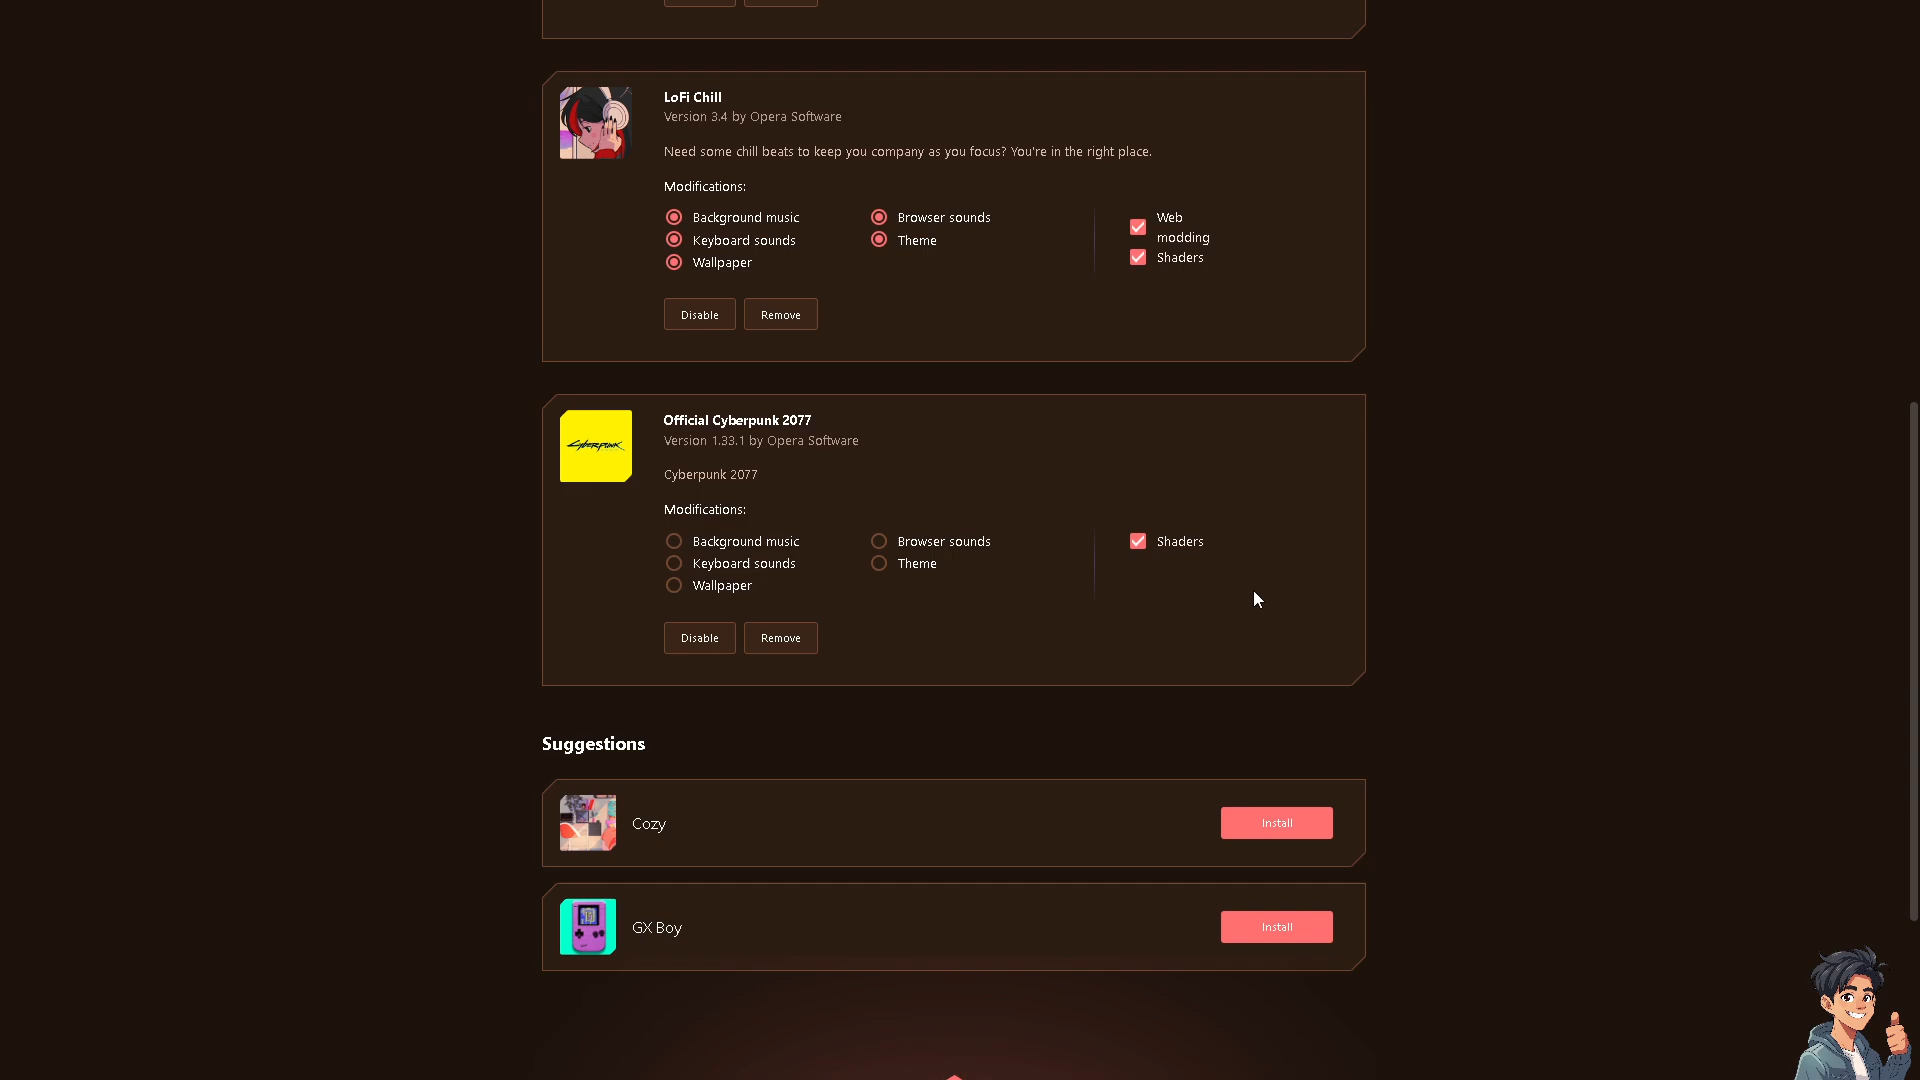 LoFi Chill
Version 3.4 by Opera Software
Need some chill beats to keep you company as you focus? You're in the right place.
Modifications:
Background music
Browser sounds
Web
modding
Keyboard sounds
Theme
Wallpaper
Shaders
Disable
Remove
CYBERPUNK
Official Cyberpunk 2077
Version 1.33.1 by Opera Software
Cyberpunk 2077
Modifications:
Background music
Browser sounds
Shaders
Keyboard sounds
Theme
Wallpaper
Disable
Remove
Suggestions
Cozy
Install
GX Boy
Install